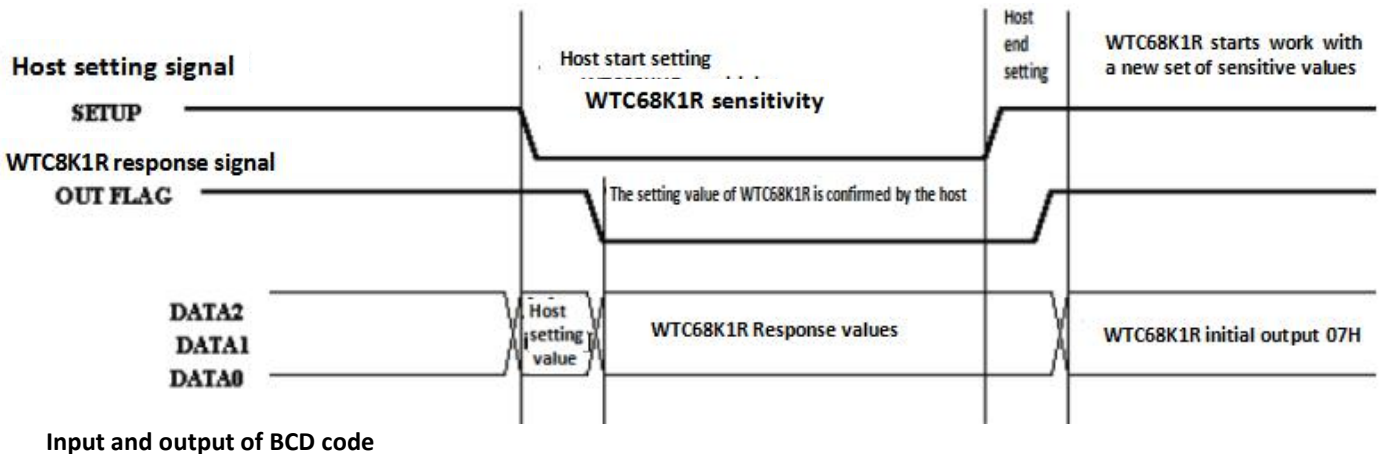 Host setting signal
SETUP
Host start setting
WTC68K1R sensitivity
Host
end
setting
WTC68K1R starts work with
a new set of sensitive values
WTC8K1R response signal
OUT FLAG
The setting value of WTC68K1R is confirmed by the host
DATA2
DATA1
DATA0
Host
setting
value
WTC68K1R Response values
WTC68K1R initial output 07H
Input and output of BCD code